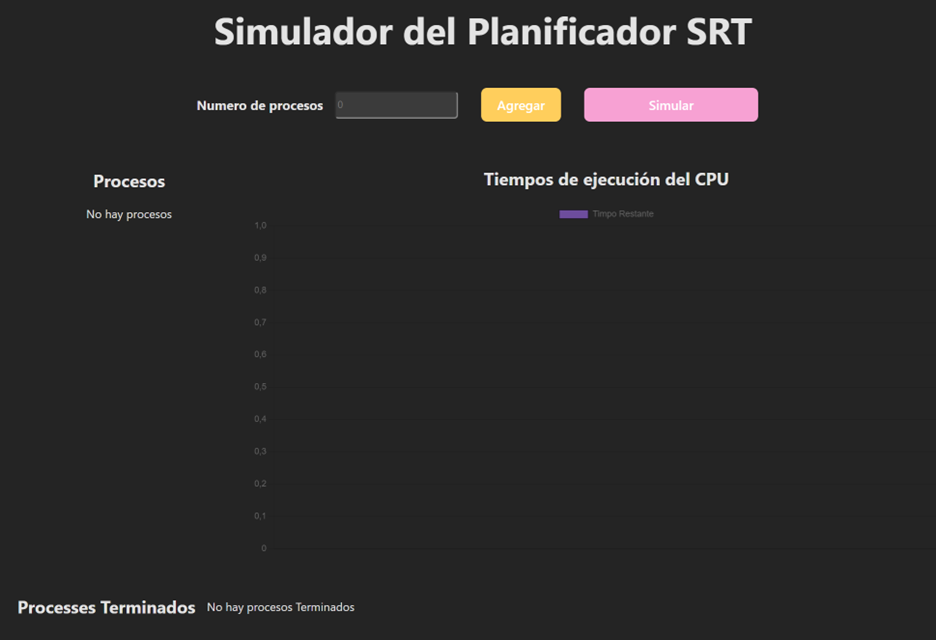 Simulador del Planificador SRT
Numero de procesos 0 Agregar Simular
Procesos
No hay procesos
Tiempos de ejecución del CPU
Timpo Restante
1,0
0,9
0,8
0,7
0,6
0,5
0,4
0,3
0,2
0,1
0
Processes Terminados No hay procesos Terminados